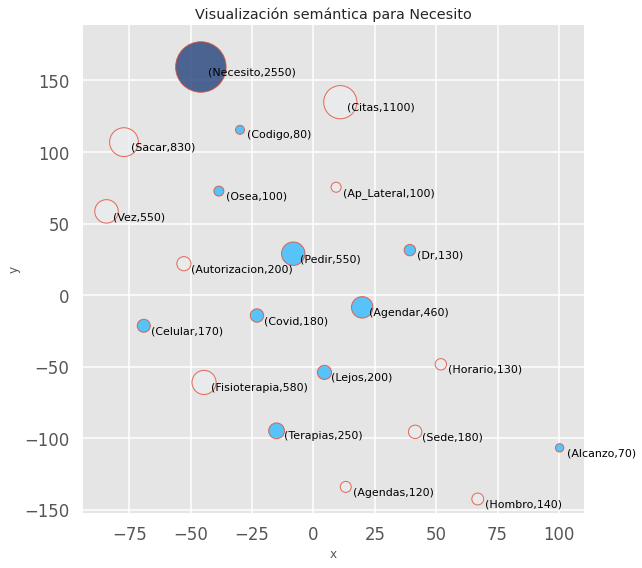 Visualización semántica para Necesito
150
100
50
0
−50
−100
−150
y
(Necesito,2550)
(Citas,1100)
(Codigo,80)
(Sacar,830)
(Osea,100)
(Ap_Lateral,100)
(Vez,550)
(Pedir,550)
(Dr,130)
(Autorizacion,200)
(Agendar,460)
(Covid,180)
(Celular,170)
(Horario,130)
(Lejos,200)
(Fisioterapia,580)
(Terapias,250)
(Sede,180)
(Alcanzo,70)
(Agendas,120)
(Hombro,140)
−75
−50
−25
0
25
50
75
100
x